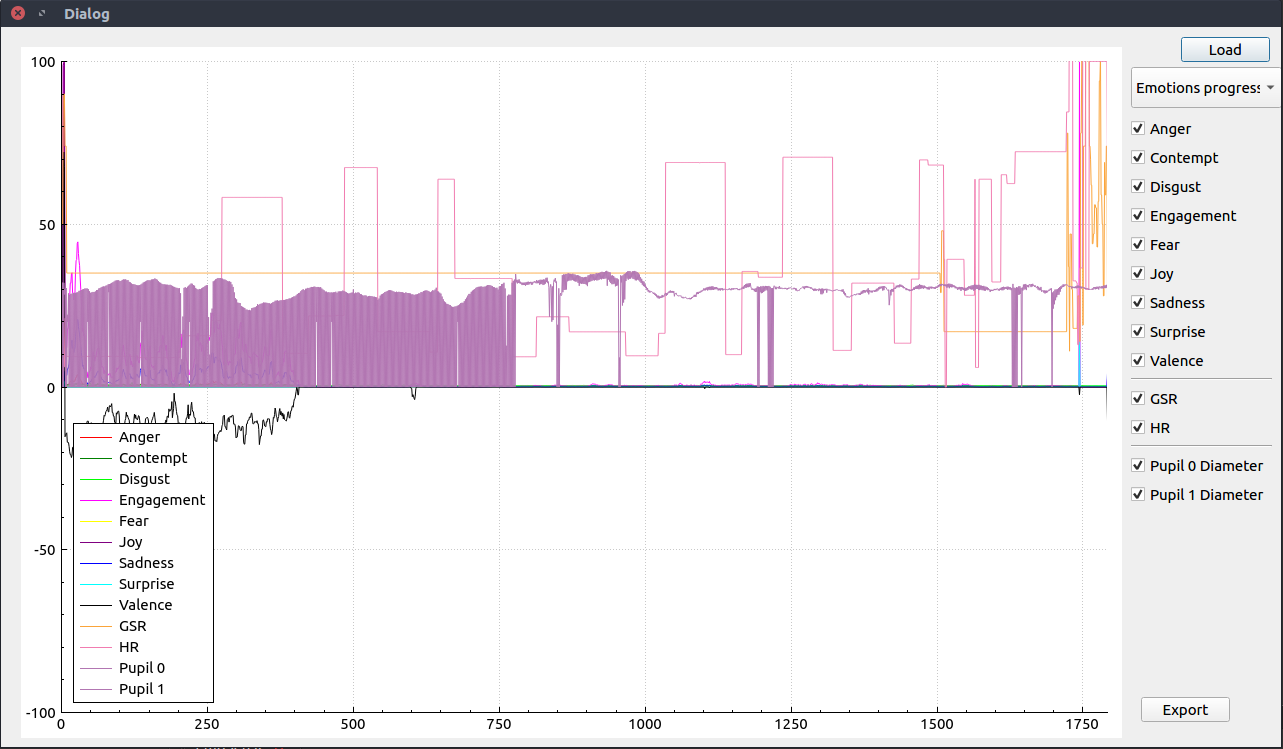 Dialog
Load
Emotions progress
Anger
Contempt
Disgust
Engagement
Fear
Joy
Sadness
Surprise
Valence
GSR
HR
Pupil 0 Diameter
Pupil 1 Diameter
Export
100
50
0
-50
-100
0
250
500
750
1000
1250
1500
1750
Anger
Contempt
Disgust
Engagement
Fear
Joy
Sadness
Surprise
Valence
GSR
HR
Pupil 0
Pupil 1